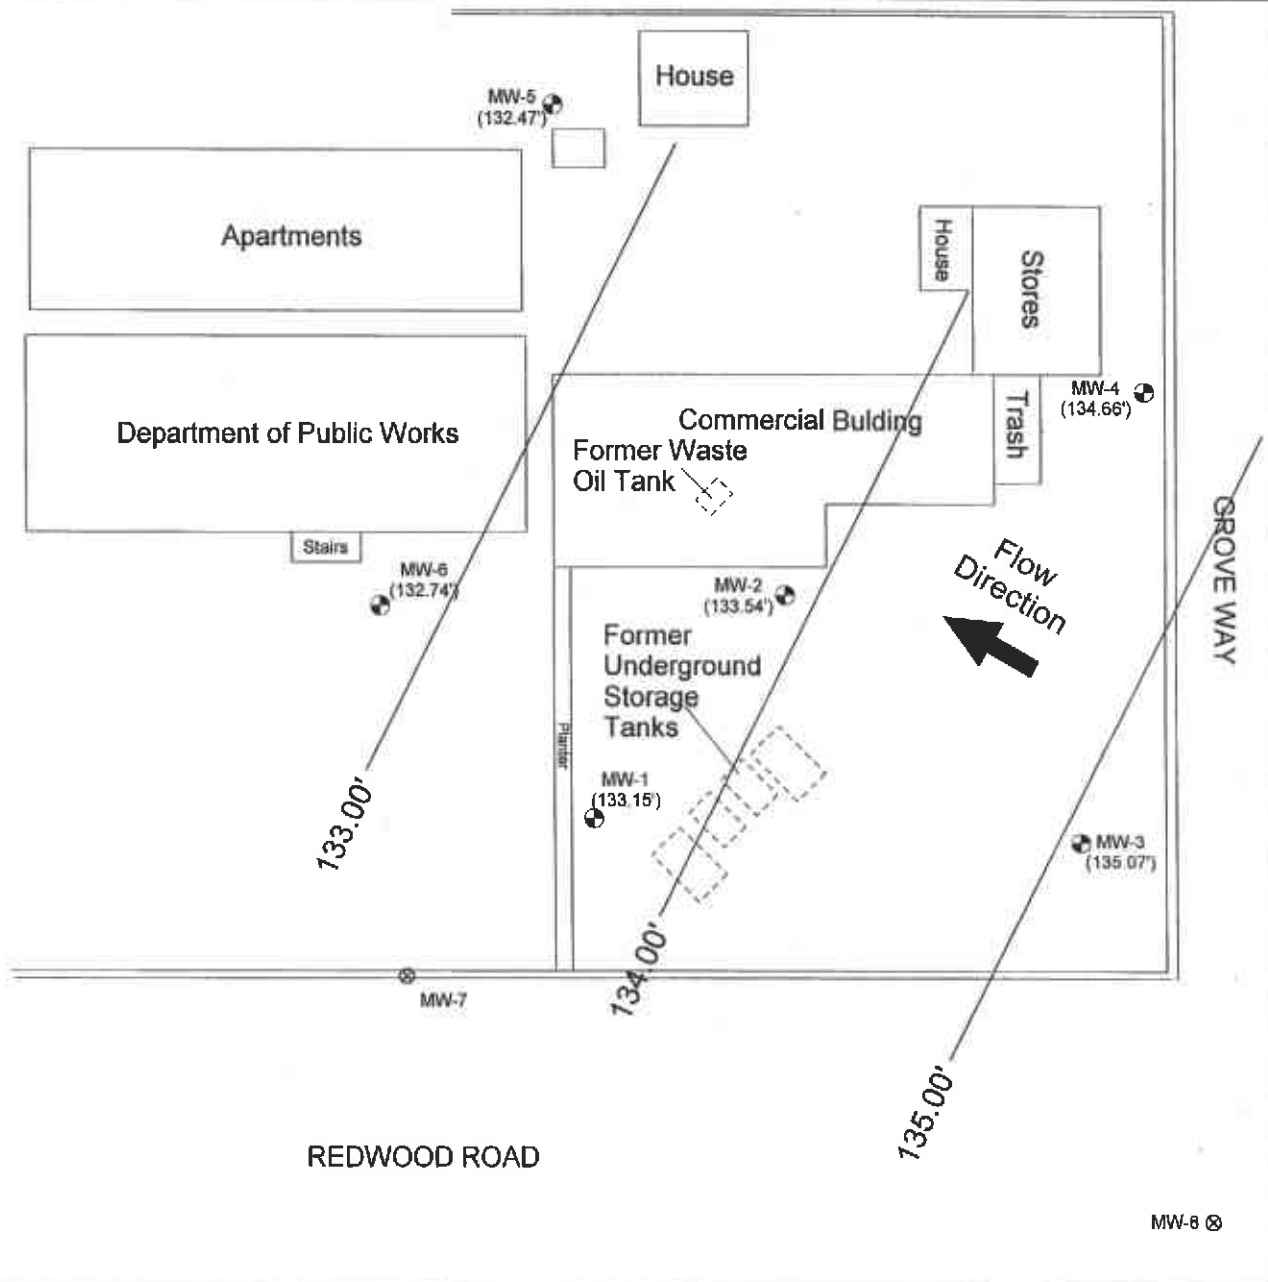 House
MW-5
(132.47')
Apartments
House
Stores
MW-4
(134.66')
Trash
Commercial Bulding
Department of Public Works
Former Waste
Oil Tank
GROVE WAY
Stairs
Flow
Direction
MW-6
(132.74')
MW-2
(133.54')
Former
Underground
Storage
Tanks
Planter
MW-1
(133.15')
133.00'
MW-3
(135.07')
134.00'
MW-7
135.00'
REDWOOD ROAD
MW-8